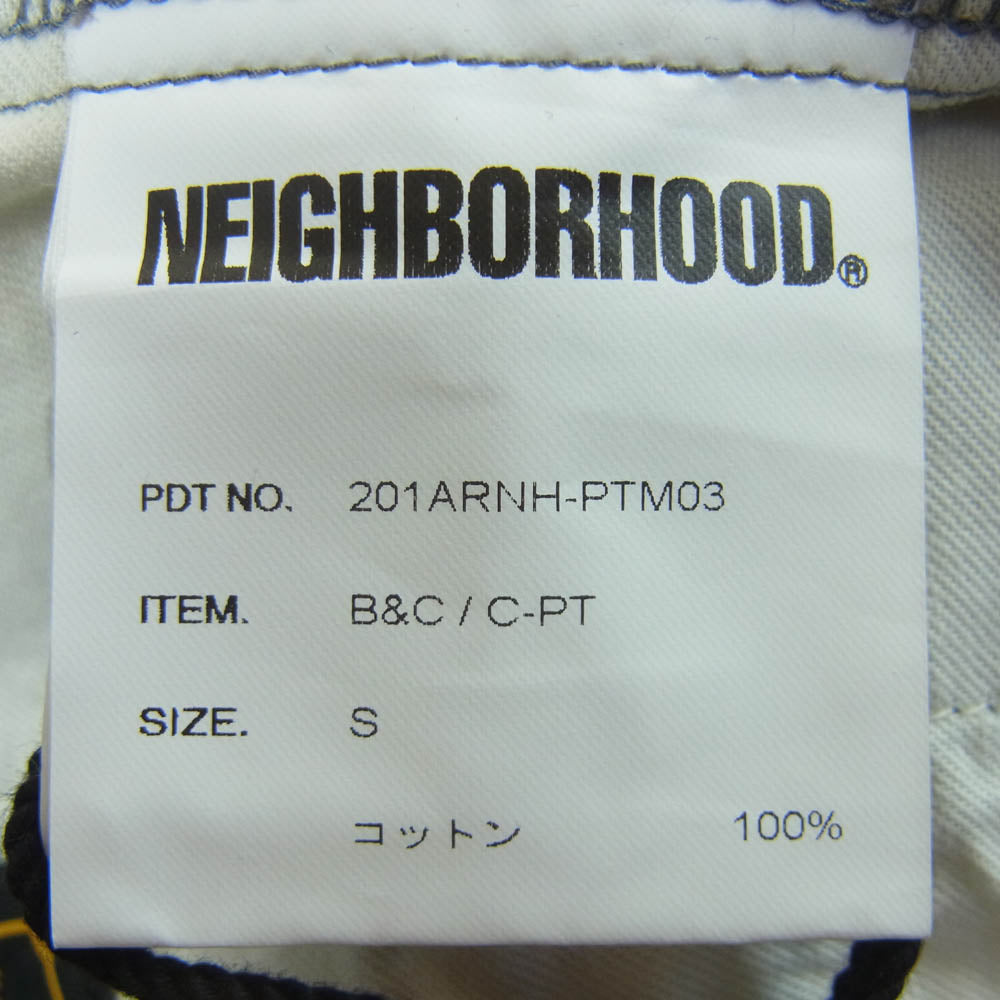 NEIGHBORHOOD®
PDT NO. 201ARNH-PTM03
ITEM. B&C / C-PT
SIZE. S
コットン 100%